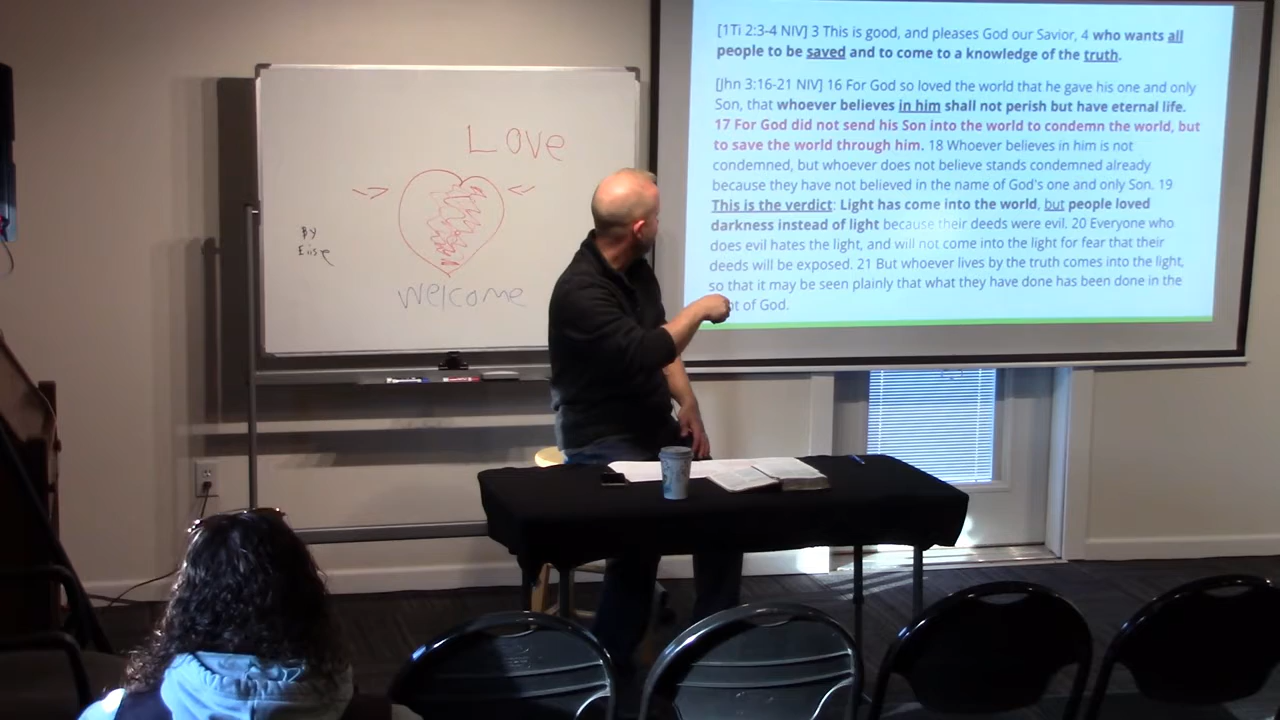 Love
By
Eiise
Welcome
[1Ti 2:3-4 NIV] 3 This is good, and pleases God our Savior, 4 who wants all
people to be saved and to come to a knowledge of the truth.
[Jhn 3:16-21 NIV] 16 For God so loved the world that he gave his one and only
Son, that whoever believes in him shall not perish but have eternal life.
17 For God did not send his Son into the world to condemn the world, but
to save the world through him. 18 Whoever believes in him is not
condemned, but whoever does not believe stands condemned already
because they have not believed in the name of God's one and only Son. 19
This is the verdict: Light has come into the world, but people loved
darkness instead of light because their deeds were evil. 20 Everyone who
does evil hates the light, and will not come into the light for fear that their
deeds will be exposed. 21 But whoever lives by the truth comes into the light,
so that it may be seen plainly that what they have done has been done in the
of God.